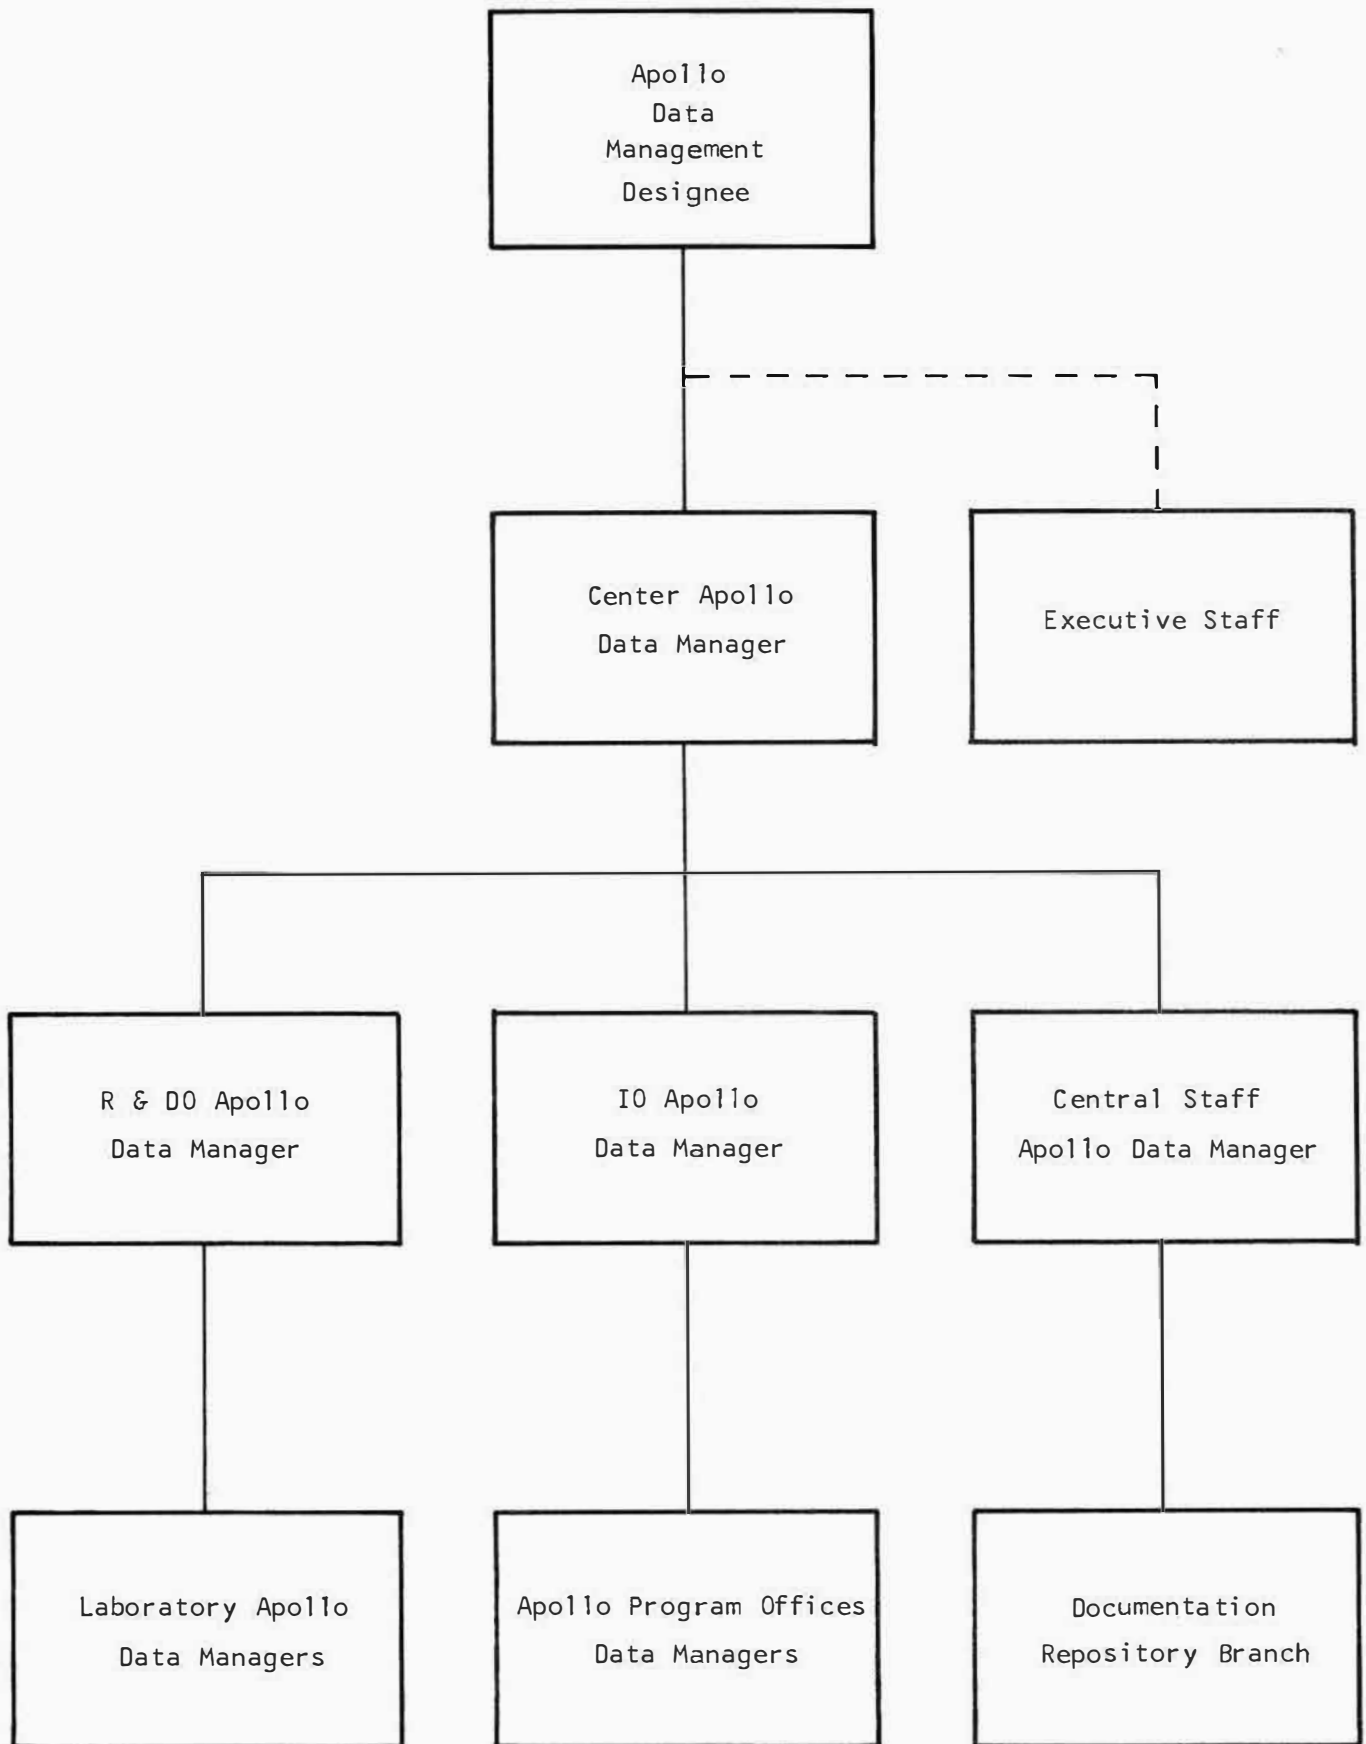 Apollo
Data
Management
Designee
Center Apollo
Data Manager
Executive Staff
R & DO Apollo
Data Manager
IO Apollo
Data Manager
Central Staff
Apollo Data Manager
Laboratory Apollo
Data Managers
Apollo Program Offices
Data Managers
Documentation
Repository Branch